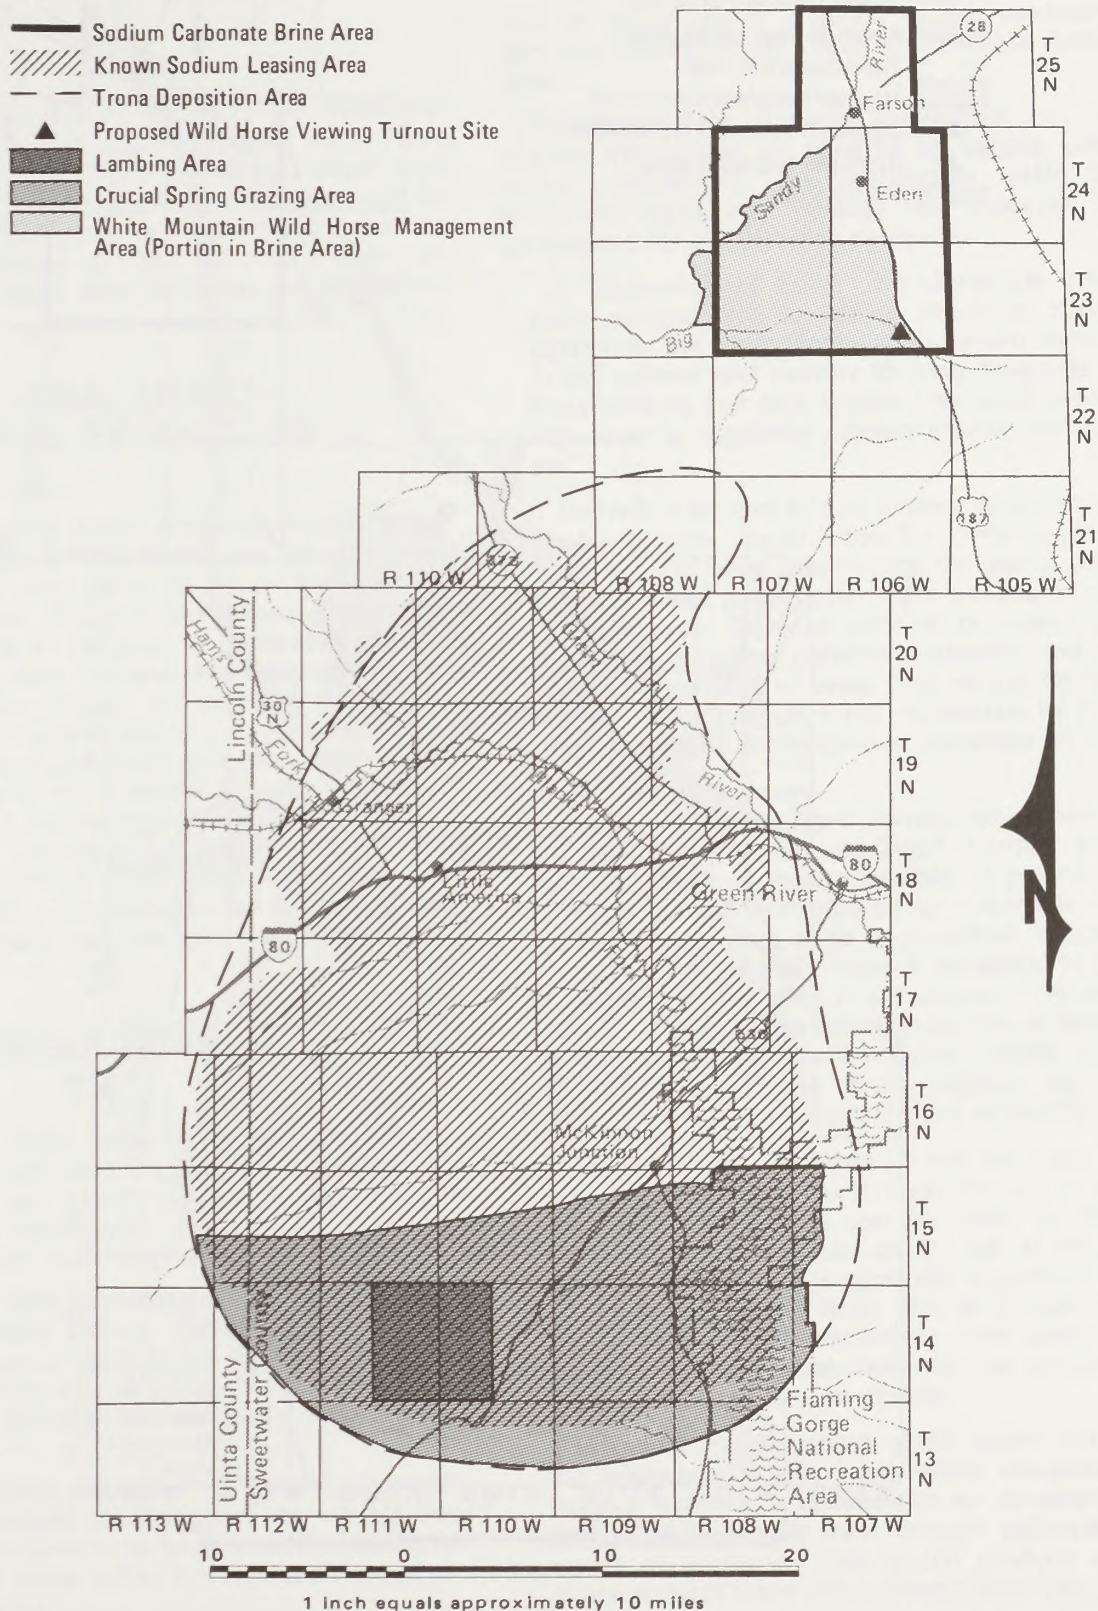 Sodium Carbonate Brine Area
Known Sodium Leasing Area
Trona Deposition Area
Proposed Wild Horse Viewing Turnout Site
Lambing Area
Crucial Spring Grazing Area
White Mountain Wild Horse Management
Area (Portion in Brine Area)
28
River
T
25
N
Farson
Eden
Sandy
T
24
N
T
23
N
Big
T
22
N
187
T
21
N
R 110 W
R 108 W
R 107 W
R 106 W
R 105 W
Hams
Fork
Lincoln County
30
N
Green
River
T
20
N
T
19
N
Granger
Blacks
Fork
Little
America
80
80
Green River
T
18
N
T
17
N
N
530
T
16
N
McKinnon
Junction
T
15
N
T
14
N
Uinta County
Sweetwater County
Flaming
Gorge
National
Recreation
Area
T
13
N
R 113 W
R 112 W
R 111 W
R 110 W
R 109 W
R 108 W
R 107 W
10
0
10
20
1 inch equals approximately 10 miles